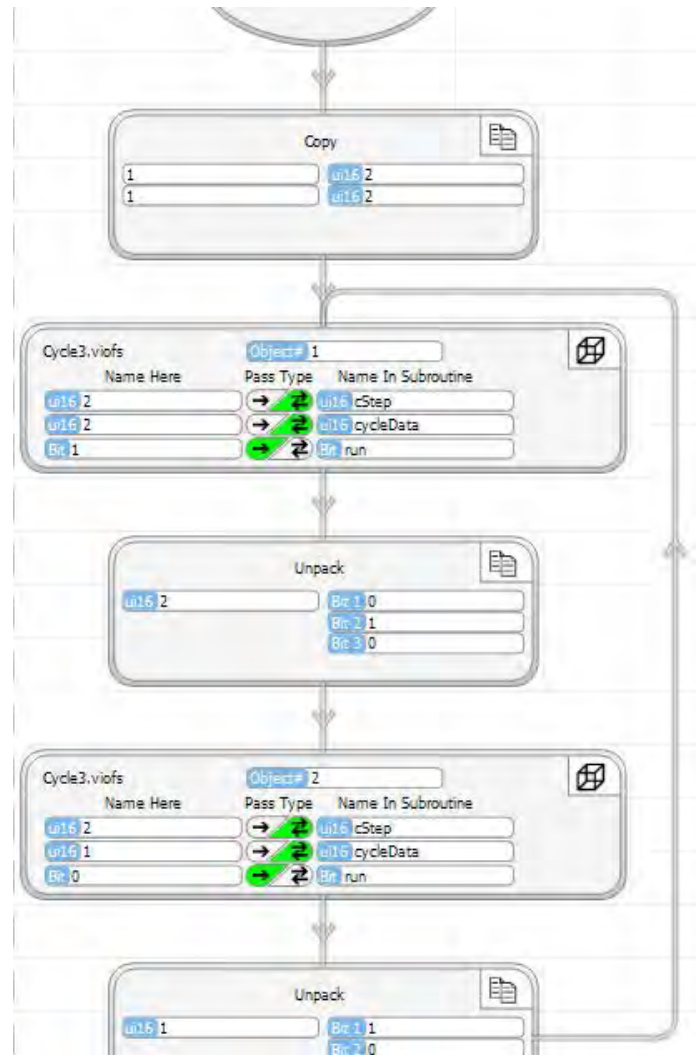 Copy
1 ui16 2
1 ui16 2
Cycle3.viofs Object# 1
Name Here Pass Type Name In Subroutine
ui16 2 ui16 cStep
ui16 2 ui16 cycleData
Bit 1 Bit run
Unpack
ui16 2 Bit 1 0
Bit 2 1
Bit 3 0
Cycle3.viofs Object# 2
Name Here Pass Type Name In Subroutine
ui16 2 ui16 cStep
ui16 1 ui16 cycleData
Bit 0 Bit run
Unpack
ui16 1 Bit 1 1
Bit 2 0